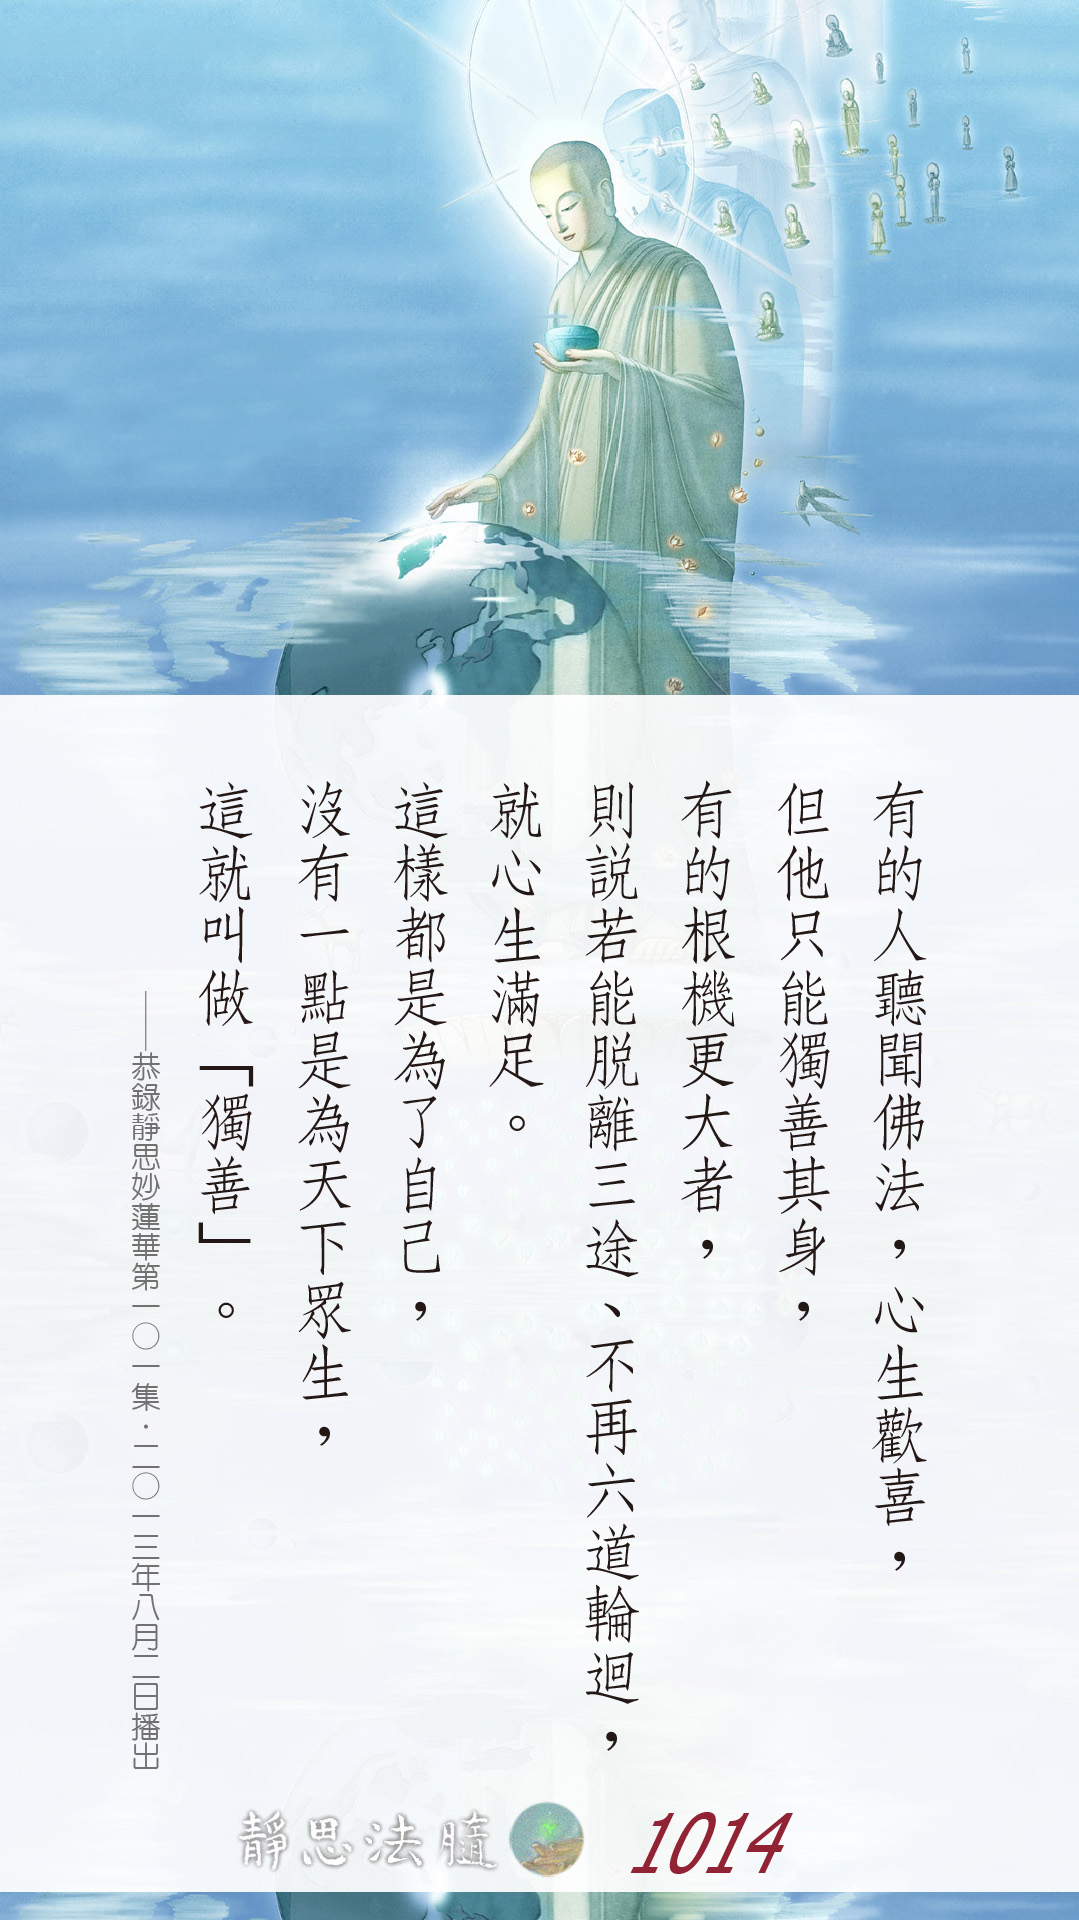 有的人聽聞佛法，心生歡喜，
但他只能獨善其身，
有的根機更大者，
則說若能脫離三途、不再六道輪迴，
就心生滿足。
這樣都是為了自己，
沒有一點是為天下眾生，
這就叫做「獨善」。
——恭錄靜思妙蓮華第一〇一集．二〇一三年八月二日播出
靜思法髓
1014